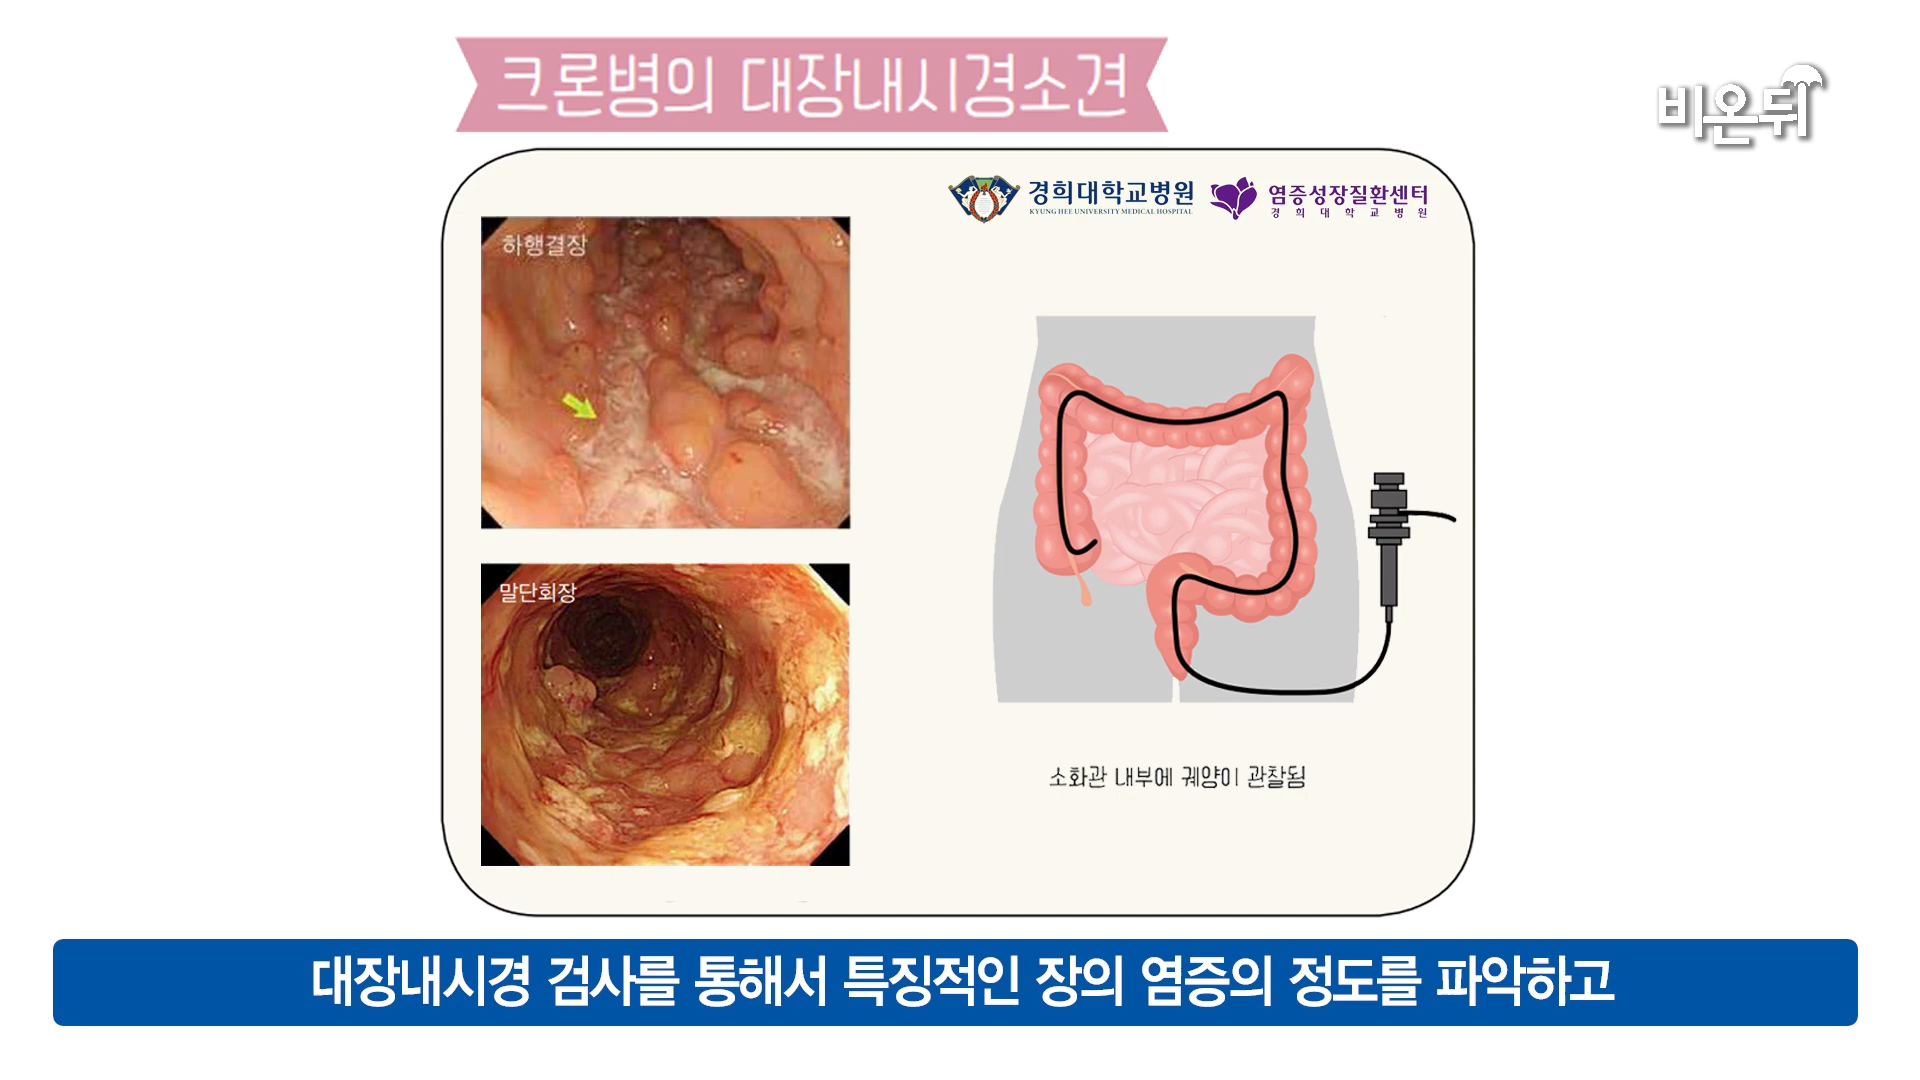 크론병의 대장내시경소견
비온뒤
경희대학교병원
KYUNG HEE UNIVERSITY MEDICAL HOSPITAL
염증성장질환센터
경희대학교병원
하행결장
말단회장
소화관 내부에 궤양이 관찰됨
대장내시경 검사를 통해서 특징적인 장의 염증의 정도를 파악하고